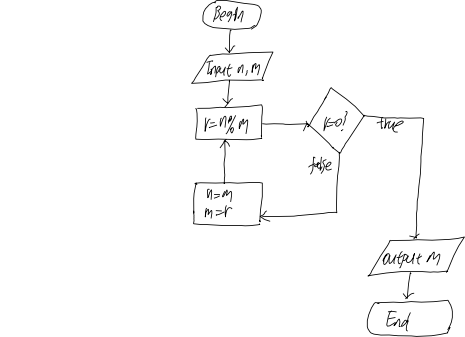 Begin
Input n, m
r=n%m
r=0?
true
false
n=m
m=r
output m
End